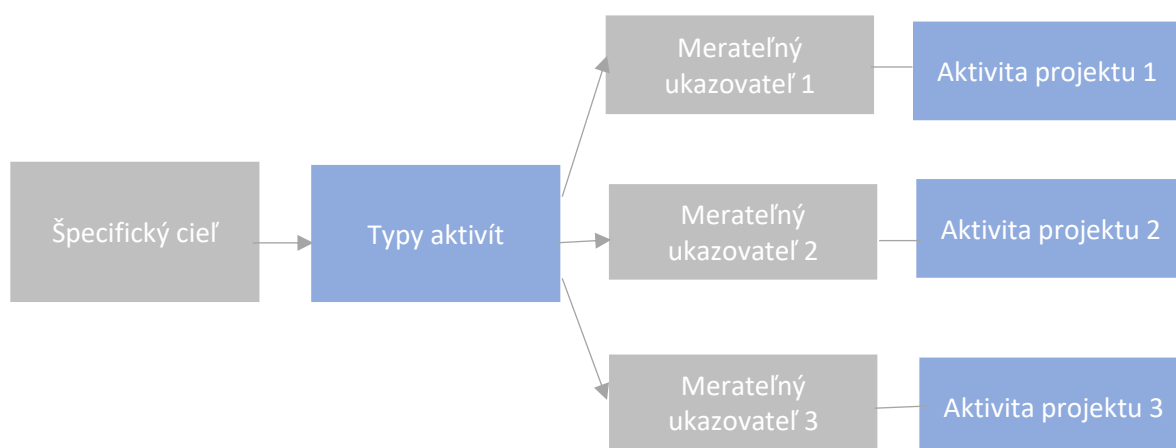 Merateľný
ukazovateľ 1
Aktivita projektu 1
Špecifický cieľ
Typy aktivít
Merateľný
ukazovateľ 2
Aktivita projektu 2
Merateľný
ukazovateľ 3
Aktivita projektu 3